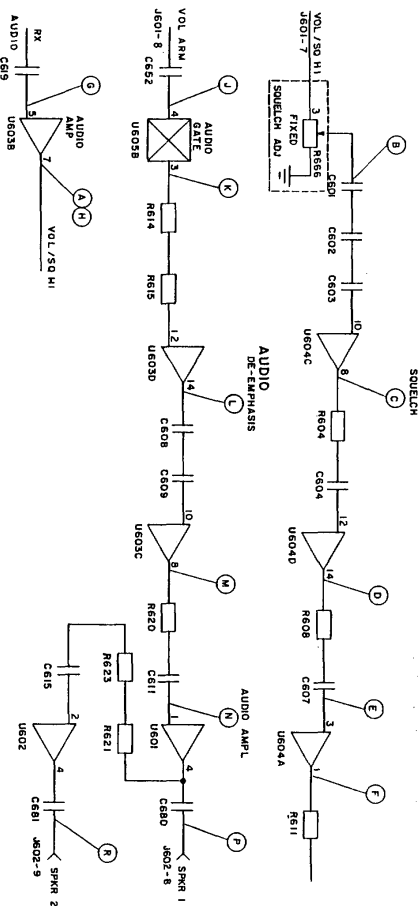 VOL/SQ HI
J601-7
3
FIXED
R666
SQUELCH ADJ
B
C601
C602
C603
10
U604C
8
C
SQUELCH
R604
C604
12
U604D
14
D
R608
C607
E
3
U604A
1
F
R611
VOL ARM
J601-8
C652
J
4
AUDIO
GATE
U605B
3
K
R614
R615
12
U603D
14
L
AUDIO
DE-EMPHASIS
C608
C609
10
U603C
8
M
R620
C611
N
1
AUDIO AMPL
U601
4
C680
P
J602-8
SPKR 1
R623
R621
C615
2
U602
4
C681
R
J602-9
SPKR 2
RX
AUDIO
C619
G
5
AUDIO
AMP
U603B
7
A
H
VOL/SQ HI